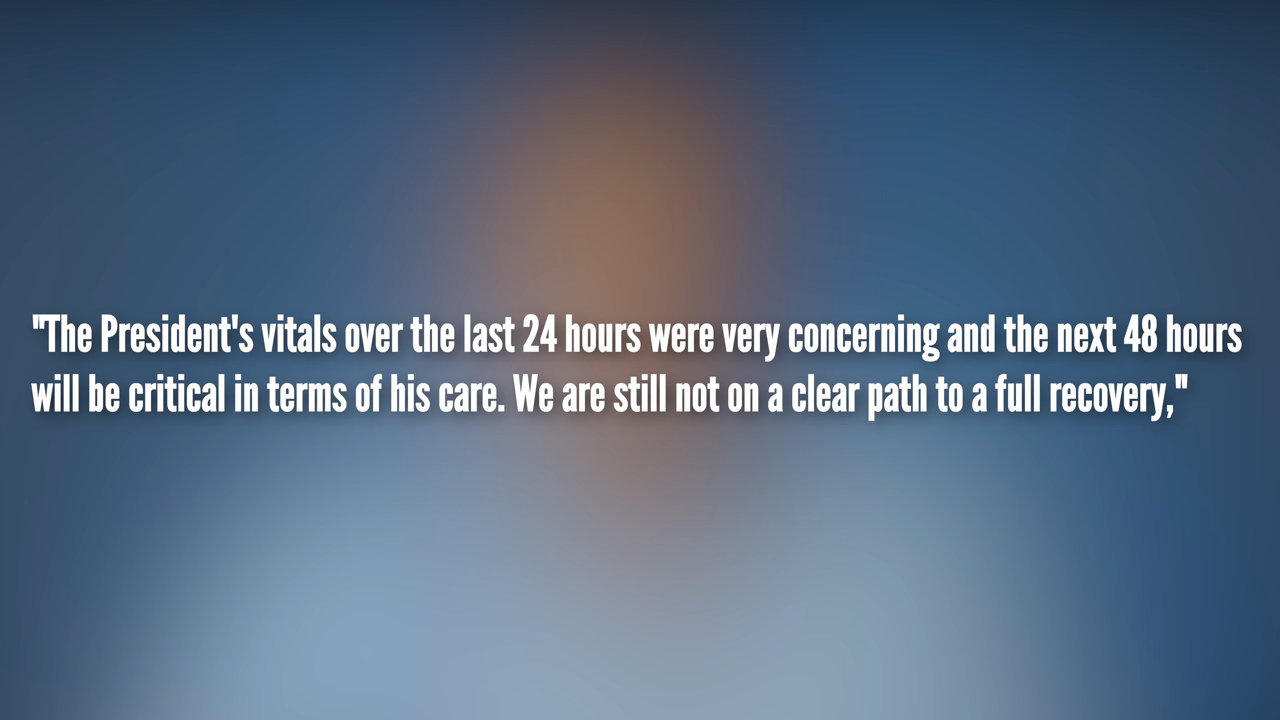 "The President's vitals over the last 24 hours were very concerning and the next 48 hours
will be critical in terms of his care. We are still not on a clear path to a full recovery,"